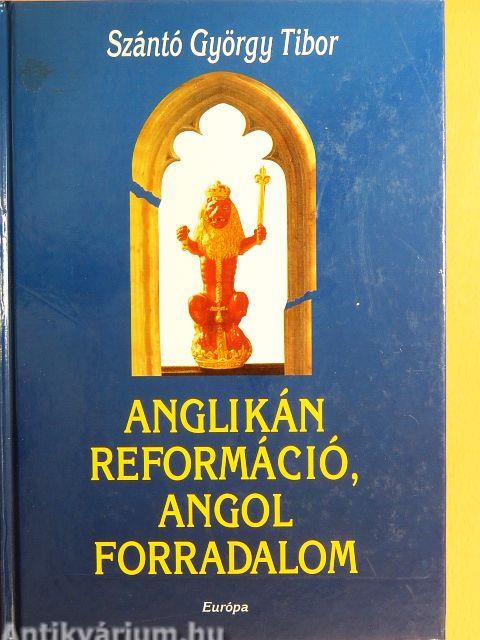 Szántó György Tibor
ANGLIKÁN
REFORMÁCIÓ,
ANGOL
FORRADALOM
Európa
Antikvárium.hu